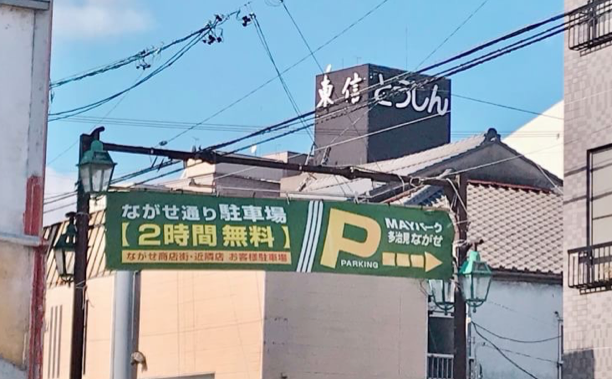 東信 とうしん
ながせ通り駐車場
【2時間無料】
ながせ商店街・近隣店 お客様駐車場
P
PARKING
MAYパーク
多治見ながせ